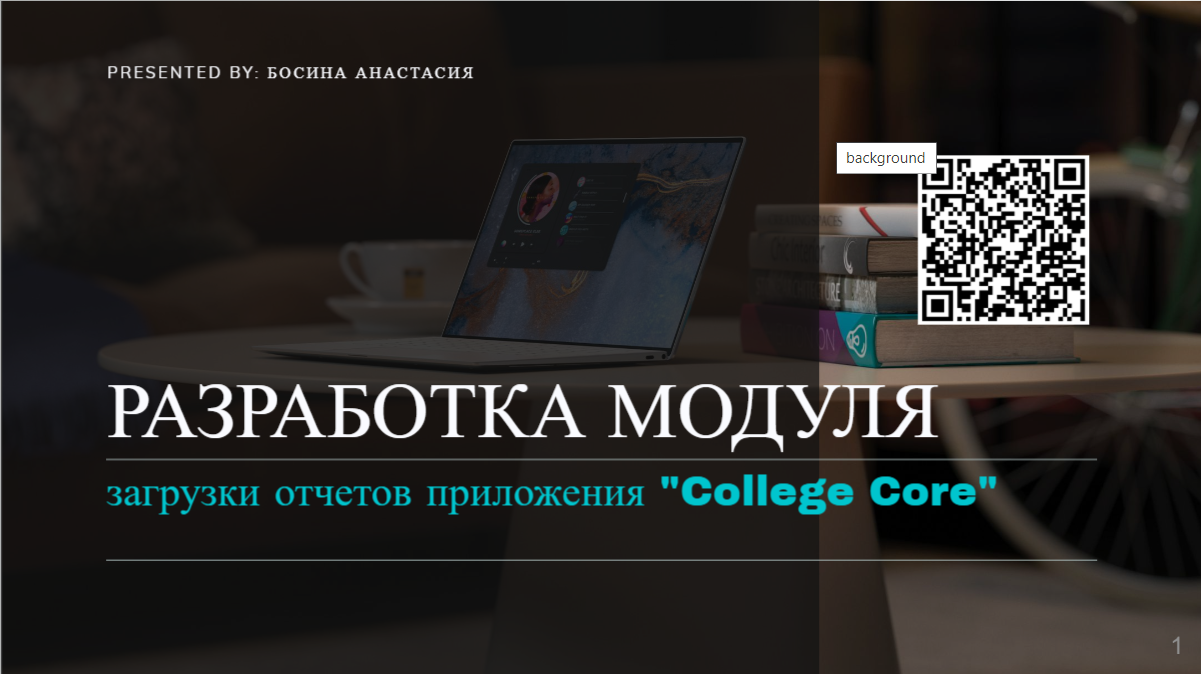 PRESENTED BY: БОСИНА АНАСТАСИЯ
background
РАЗРАБОТКА МОДУЛЯ
загрузки отчетов приложения "College Core"
1